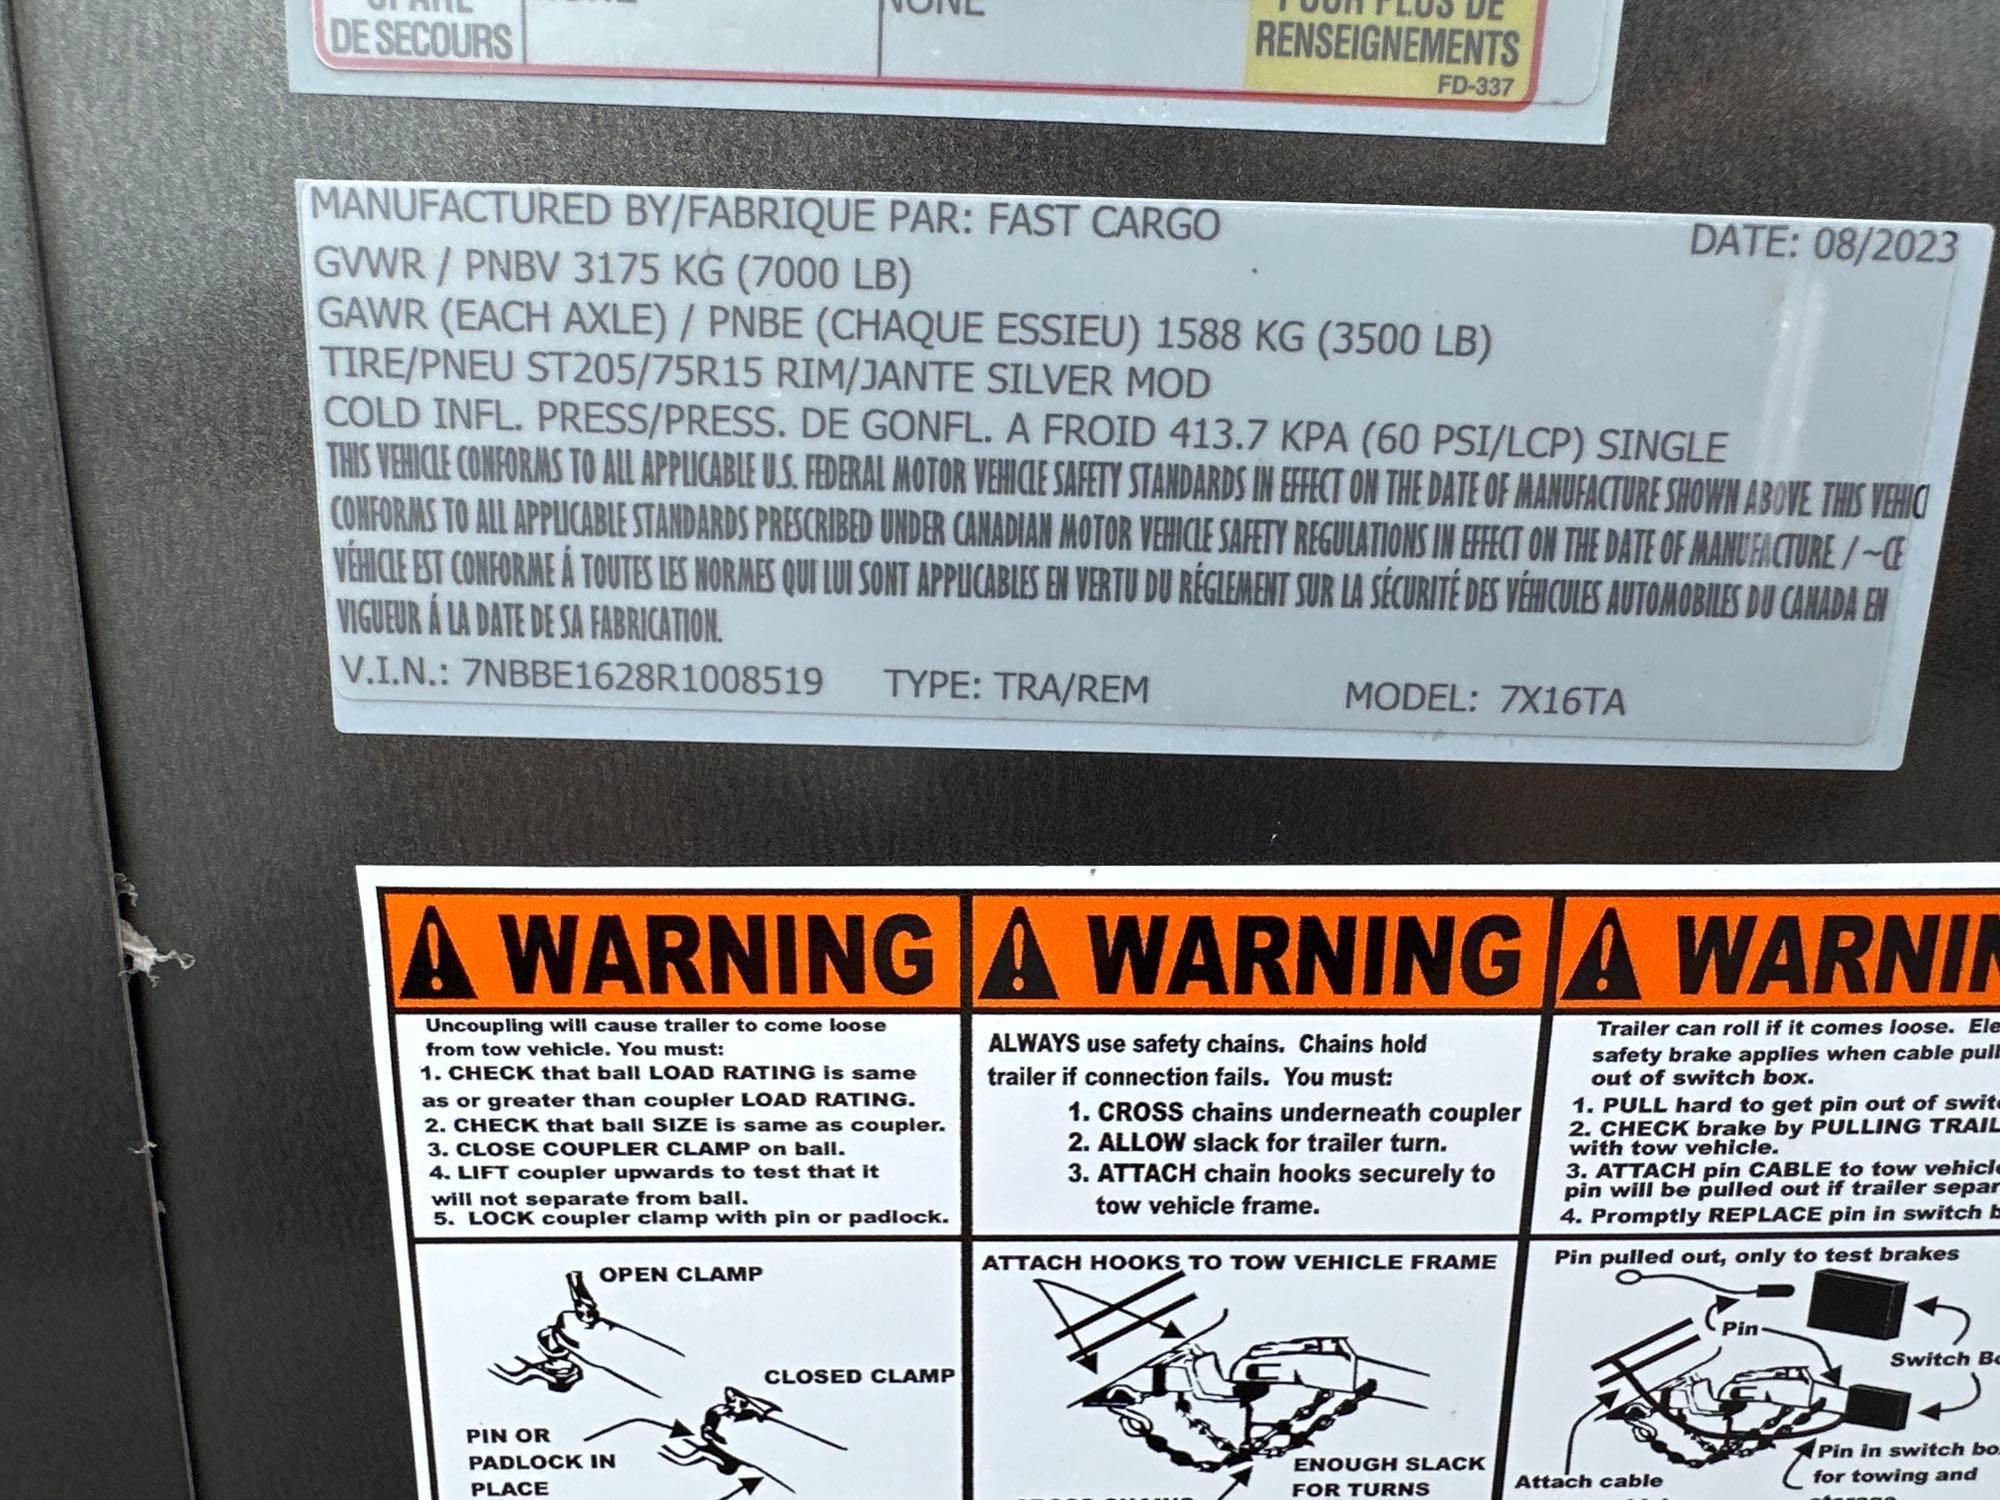 DE SECOURS
NONE
POUR PLUS DE
RENSEIGNEMENTS
FD-337
MANUFACTURED BY/FABRIQUE PAR: FAST CARGO
DATE: 08/2023
GVWR / PNBV 3175 KG (7000 LB)
GAWR (EACH AXLE) / PNBE (CHAQUE ESSIEU) 1588 KG (3500 LB)
TIRE/PNEU ST205/75R15 RIM/JANTE SILVER MOD
COLD INFL. PRESS/PRESS. DE GONFL. A FROID 413.7 KPA (60 PSI/LCP) SINGLE
THIS VEHICLE CONFORMS TO ALL APPLICABLE U.S. FEDERAL MOTOR VEHICLE SAFETY STANDARDS IN EFFECT ON THE DATE OF MANUFACTURE SHOWN ABOVE. THIS VEHICL
CONFORMS TO ALL APPLICABLE STANDARDS PRESCRIBED UNDER CANADIAN MOTOR VEHICLE SAFETY REGULATIONS IN EFFECT ON THE DATE OF MANUFACTURE / ~CE
VÉHICLE EST CONFORME Á TOUTES LES NORMES QUI LUI SONT APPLICABLES EN VERTU DU RÉGLEMENT SUR LA SÉCURITÉ DES VÉHICULES AUTOMOBILES DU CANADA EN
VIGUEUR Á LA DATE DE SA FABRICATION.
V.I.N.: 7NBBE1628R1008519 TYPE: TRA/REM MODEL: 7X16TA
WARNING
Uncoupling will cause trailer to come loose
from tow vehicle. You must:
1. CHECK that ball LOAD RATING is same
as or greater than coupler LOAD RATING.
2. CHECK that ball SIZE is same as coupler.
3. CLOSE COUPLER CLAMP on ball.
4. LIFT coupler upwards to test that it
will not separate from ball.
5. LOCK coupler clamp with pin or padlock.
OPEN CLAMP
CLOSED CLAMP
PIN OR
PADLOCK IN
PLACE
WARNING
ALWAYS use safety chains. Chains hold
trailer if connection fails. You must:
1. CROSS chains underneath coupler
2. ALLOW slack for trailer turn.
3. ATTACH chain hooks securely to
tow vehicle frame.
ATTACH HOOKS TO TOW VEHICLE FRAME
ENOUGH SLACK
FOR TURNS
WARNIN
Trailer can roll if it comes loose. Ele
safety brake applies when cable pull
out of switch box.
1. PULL hard to get pin out of switc
2. CHECK brake by PULLING TRAIL
with tow vehicle.
3. ATTACH pin CABLE to tow vehicle
pin will be pulled out if trailer separ
4. Promptly REPLACE pin in switch b
Pin pulled out, only to test brakes
Pin
Switch Bo
Pin in switch bo
for towing and
Attach cable